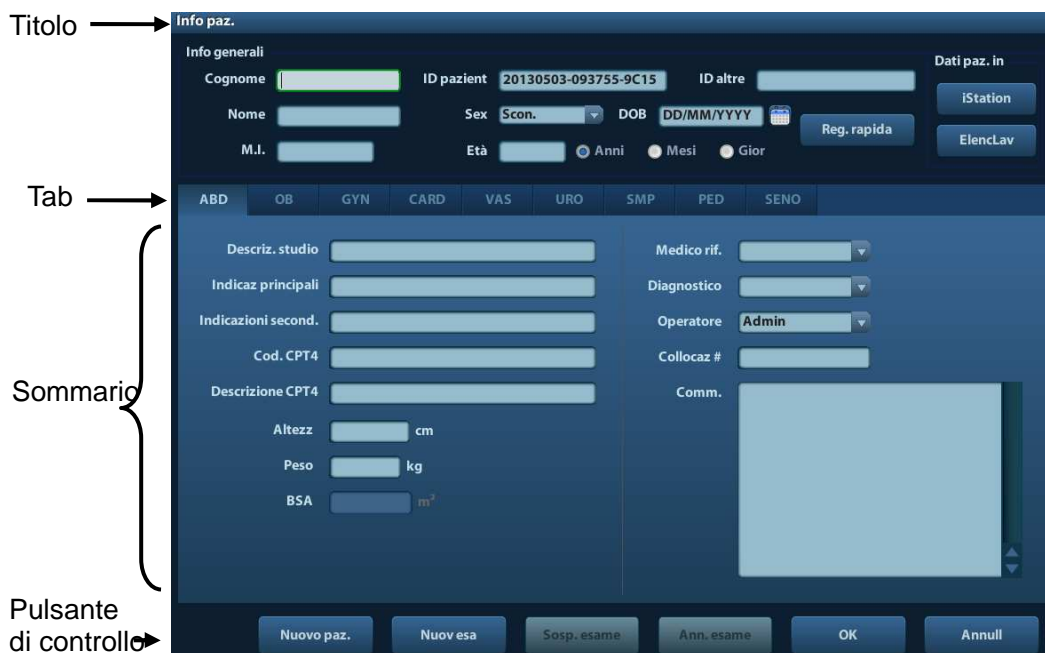 Titolo
Info paz.
Info generali
Cognome
ID pazient 20130503-093755-9C15
ID altre
Nome
Sex Scon.
DOB DD/MM/YYYY
Reg. rapida
M.I.
Età
Anni
Mesi
Gior
Dati paz. in
iStation
ElencLav
Tab
ABD OB GYN CARD VAS URO SMP PED SENO
Sommario
Descriz. studio
Indicaz principali
Indicazioni second.
Cod. CPT4
Descrizione CPT4
Altezz cm
Peso kg
BSA m²
Medico rif.
Diagnostico
Operatore Admin
Collocaz #
Comm.
Pulsante
di controllo
Nuovo paz. Nuov esa Sosp. esame Ann. esame OK Annull